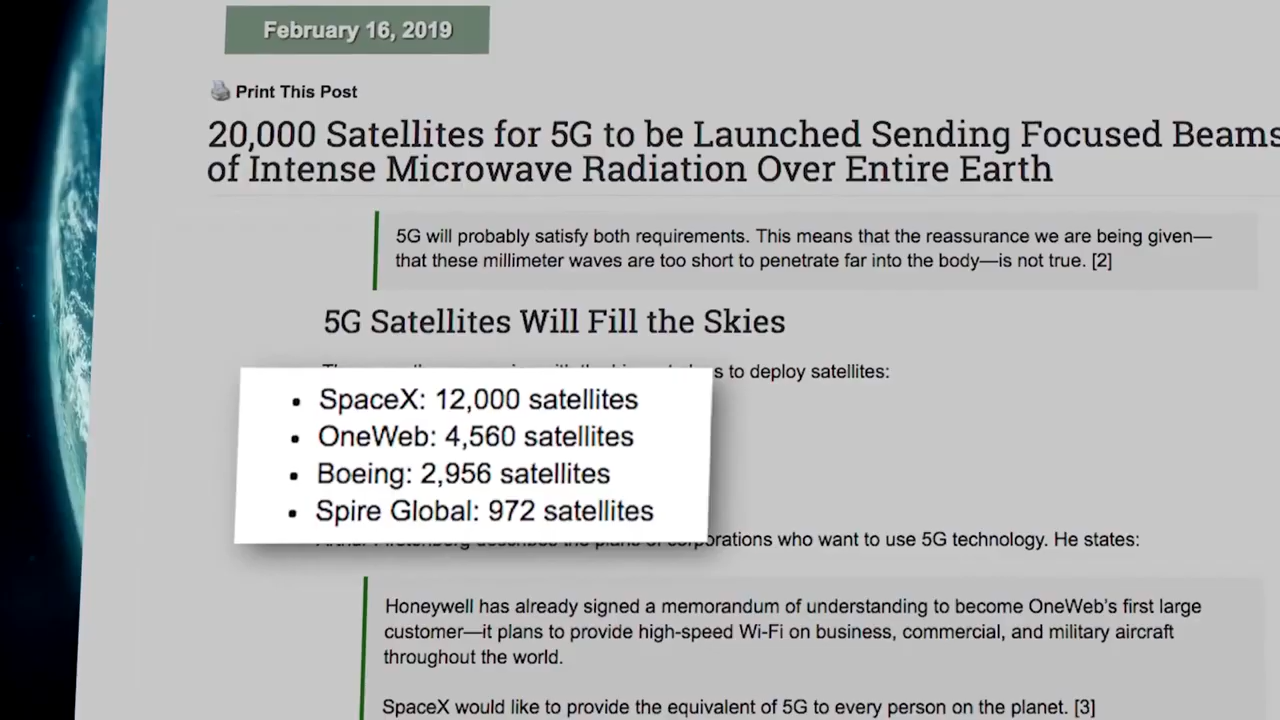 February 16, 2019
Print This Post
20,000 Satellites for 5G to be Launched Sending Focused Beams
of Intense Microwave Radiation Over Entire Earth
5G will probably satisfy both requirements. This means that the reassurance we are being given—
that these millimeter waves are too short to penetrate far into the body—is not true. [2]
5G Satellites Will Fill the Skies
to deploy satellites:
• SpaceX: 12,000 satellites
• OneWeb: 4,560 satellites
• Boeing: 2,956 satellites
• Spire Global: 972 satellites
corporations who want to use 5G technology. He states:
Honeywell has already signed a memorandum of understanding to become OneWeb's first large
customer—it plans to provide high-speed Wi-Fi on business, commercial, and military aircraft
throughout the world.
SpaceX would like to provide the equivalent of 5G to every person on the planet. [3]